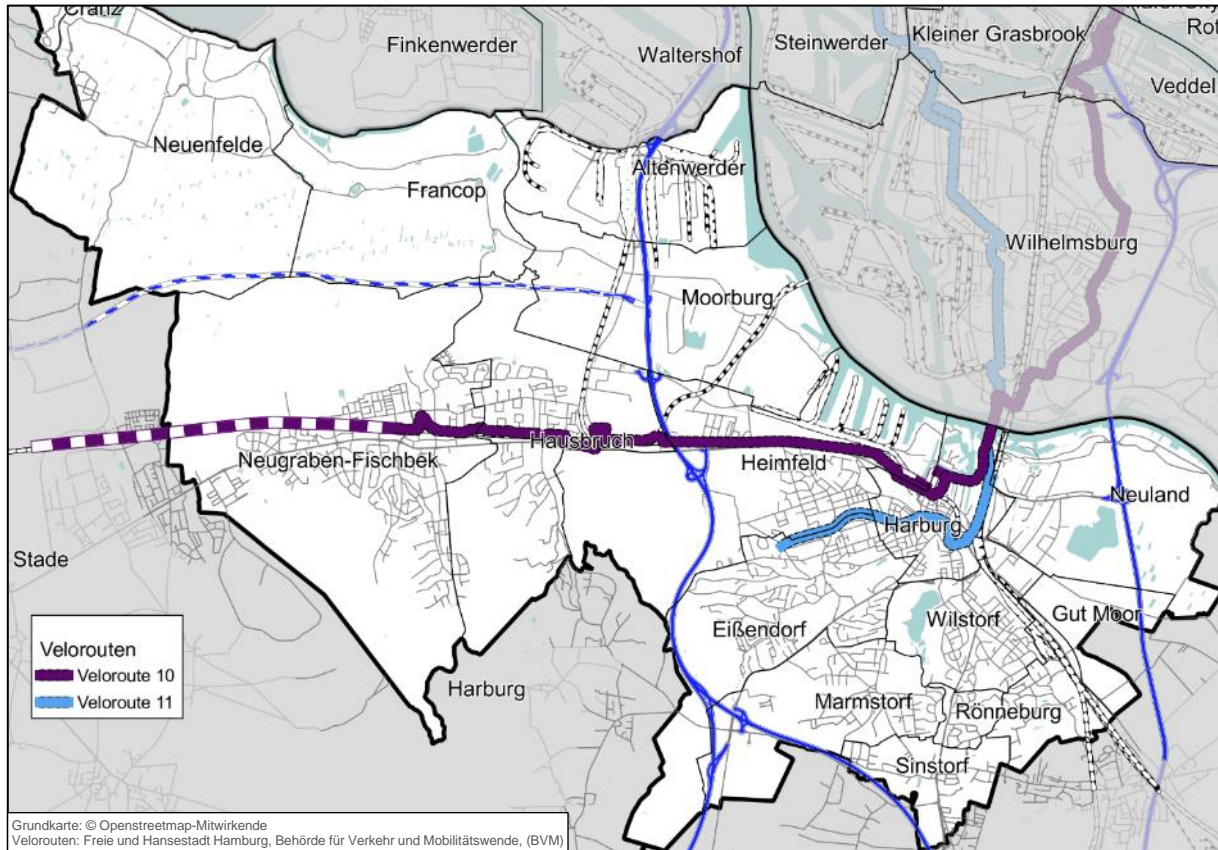 Cranz
Finkenwerder
Waltershof
Steinwerder
Kleiner Grasbrook
Rot
Veddel
Neuenfelde
Francop
Altenwerder
Wilhelmsburg
Moorburg
Hausbruch
Neugraben-Fischbek
Heimfeld
Neuland
Harburg
Stade
Gut Moor
Wilstorf
Eißendorf
Harburg
Marmstorf
Rönneburg
Sinstorf
Velorouten
Veloroute 10
Veloroute 11
Grundkarte: © Openstreetmap-Mitwirkende
Velorouten: Freie und Hansestadt Hamburg, Behörde für Verkehr und Mobilitätswende, (BVM)